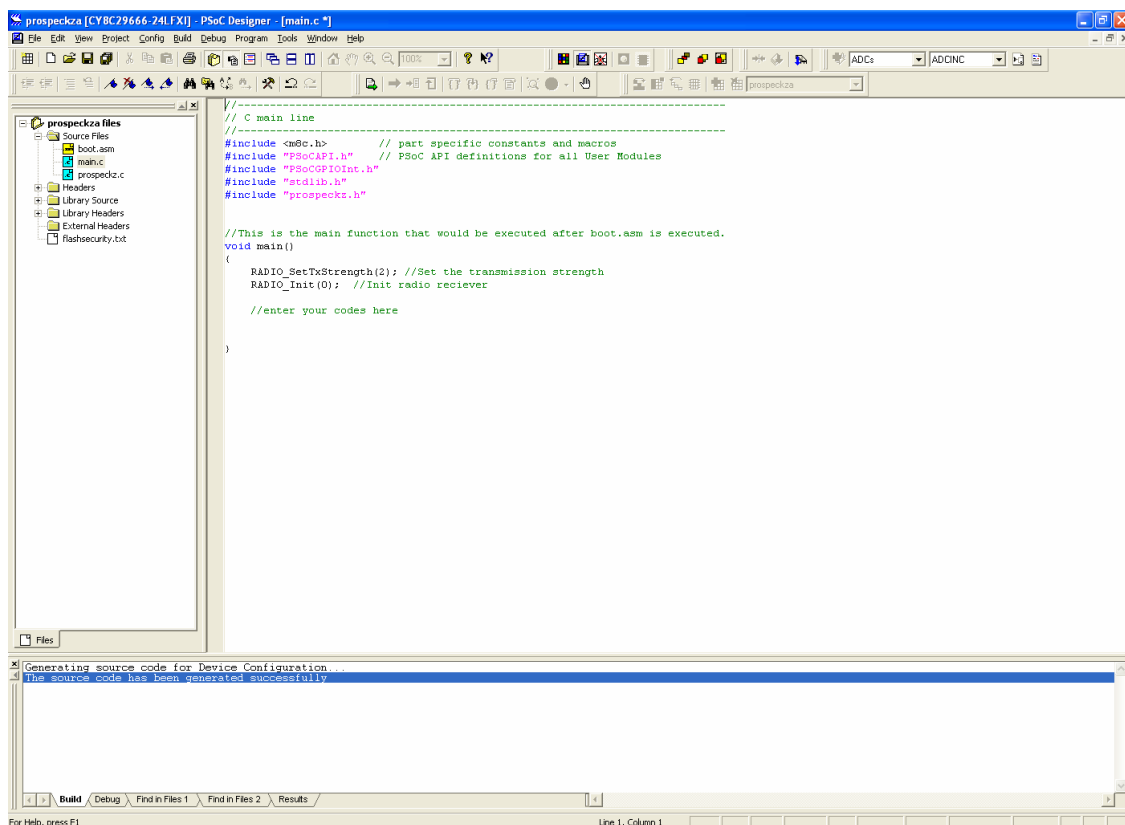 prospeckza [CY8C29666-24LFXI] - PSoC Designer - [main.c *]
File Edit View Project Config Build Debug Program Tools Window Help
100% ADCs ADCINC
prospeckza
prospeckza files
Source Files
boot.asm
main.c
prospeckz.c
Headers
Library Source
Library Headers
External Headers
flashsecurity.txt
Files
//----------------------------------------------------------------------------
// C main line
//----------------------------------------------------------------------------
#include <m8c.h> // part specific constants and macros
#include "PSoCAPI.h" // PSoC API definitions for all User Modules
#include "PSoCGPIOInt.h"
#include "stdlib.h"
#include "prospeckz.h"
//This is the main function that would be executed after boot.asm is executed.
void main()
{
RADIO_SetTxStrength(2); //Set the transmission strength
RADIO_Init(0); //Init radio reciever
//enter your codes here
}
Generating source code for Device Configuration...
The source code has been generated successfully
Build Debug Find in Files 1 Find in Files 2 Results
For Help, press F1 Line 1, Column 1